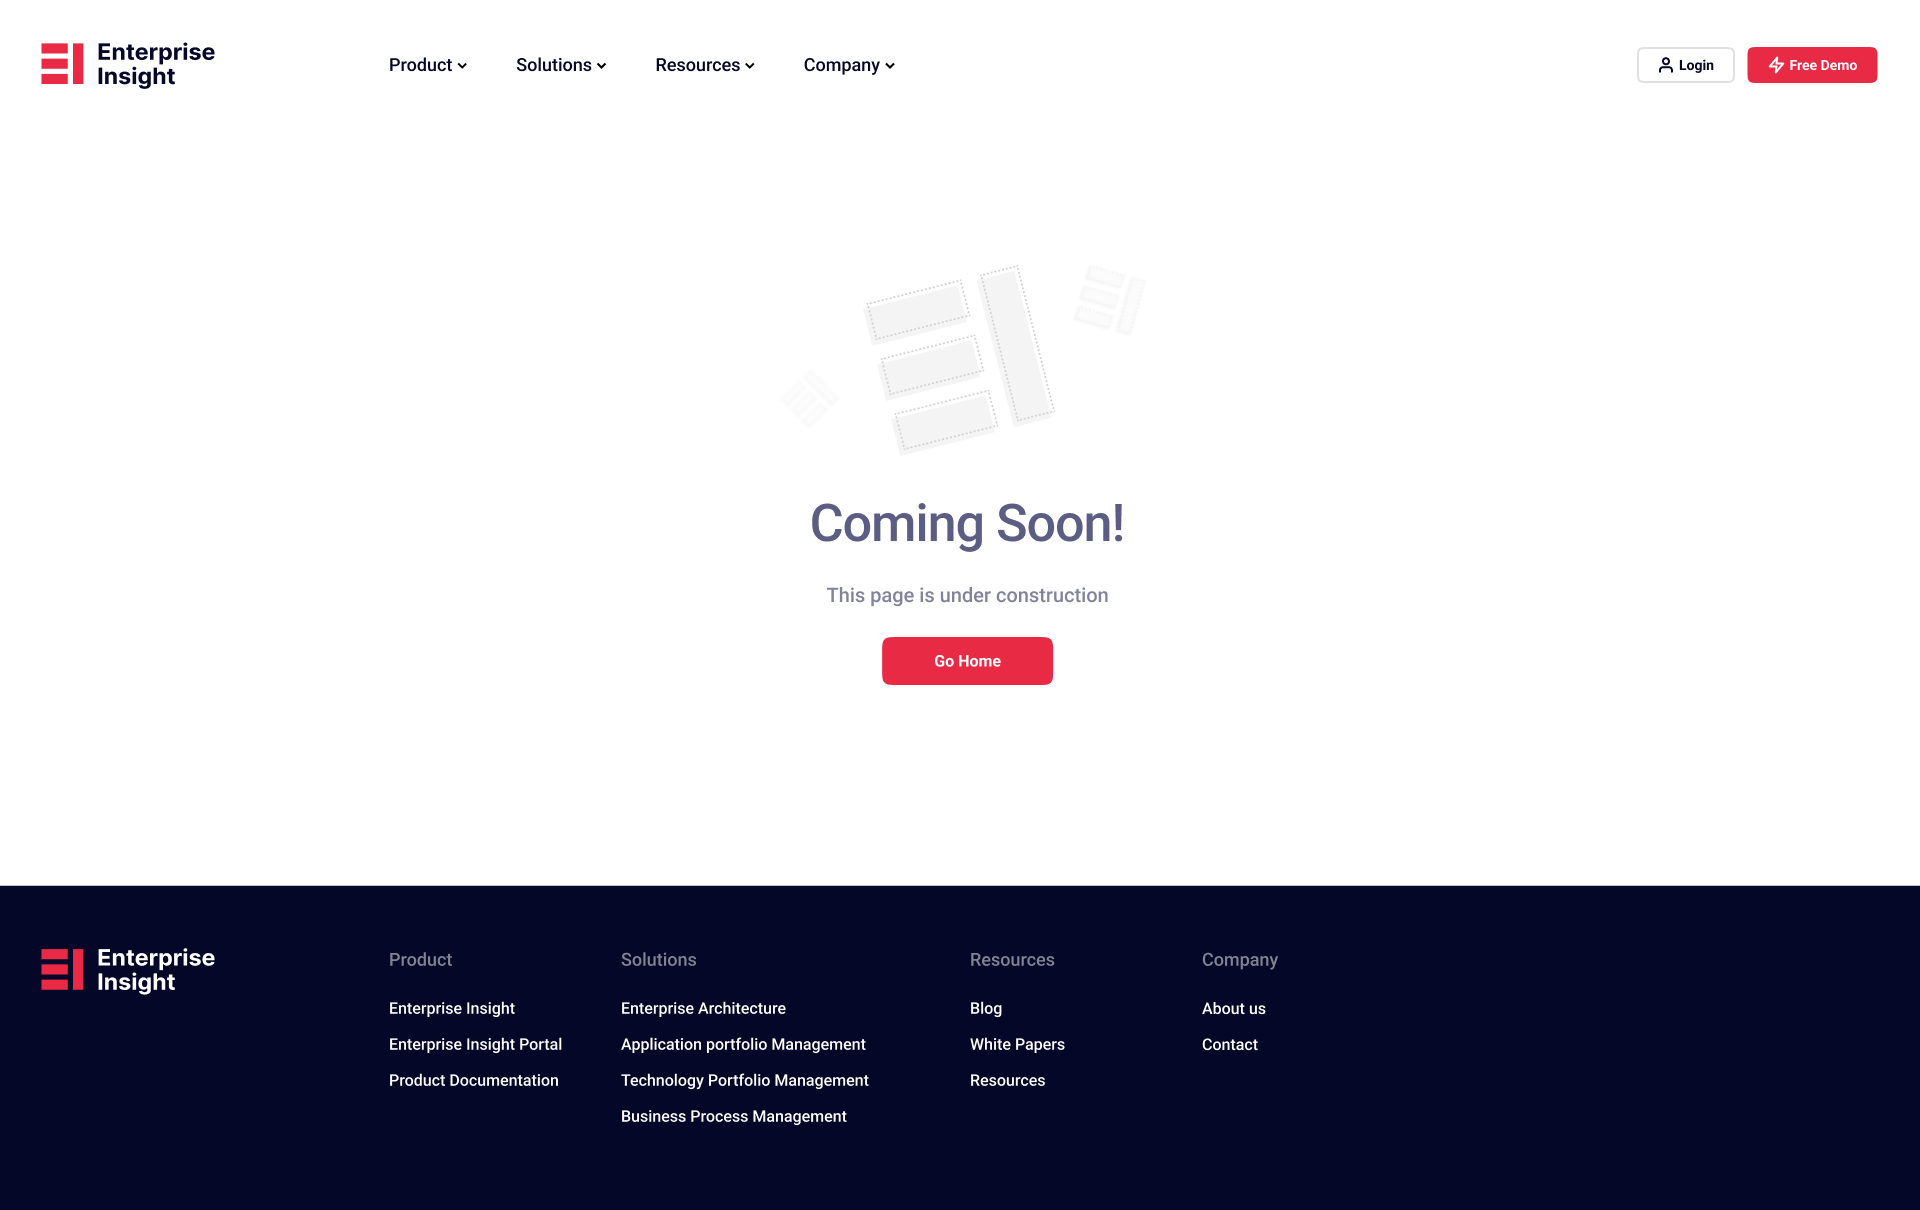 Enterprise
Insight
Product
Solutions
Resources
Company
Login
Free Demo
Coming Soon!
This page is under construction
Go Home
Enterprise
Insight
Product
Enterprise Insight
Enterprise Insight Portal
Product Documentation
Solutions
Enterprise Architecture
Application portfolio Management
Technology Portfolio Management
Business Process Management
Resources
Blog
White Papers
Resources
Company
About us
Contact